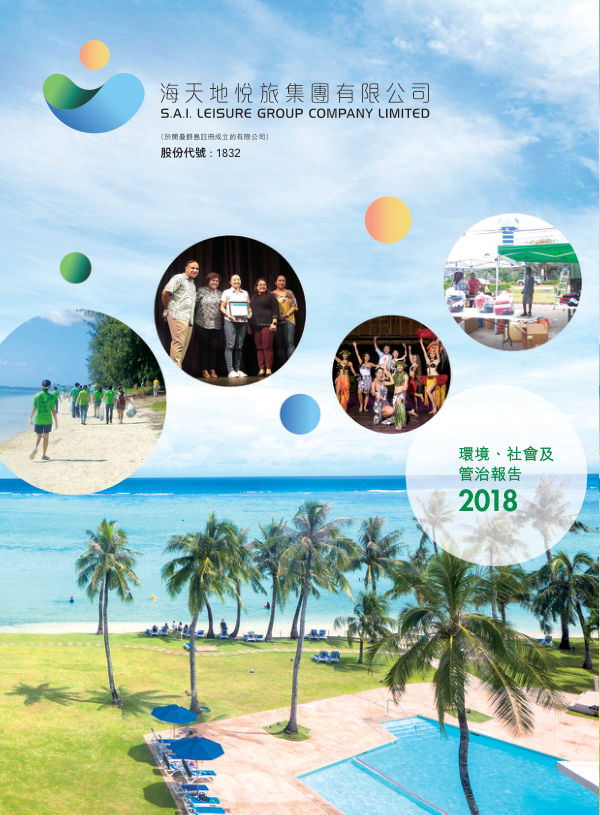 海天地悅旅集團有限公司
S.A.I. LEISURE GROUP COMPANY LIMITED
（於開曼群島註冊成立的有限公司）
股份代號：1832
環境、社會及
管治報告
2018